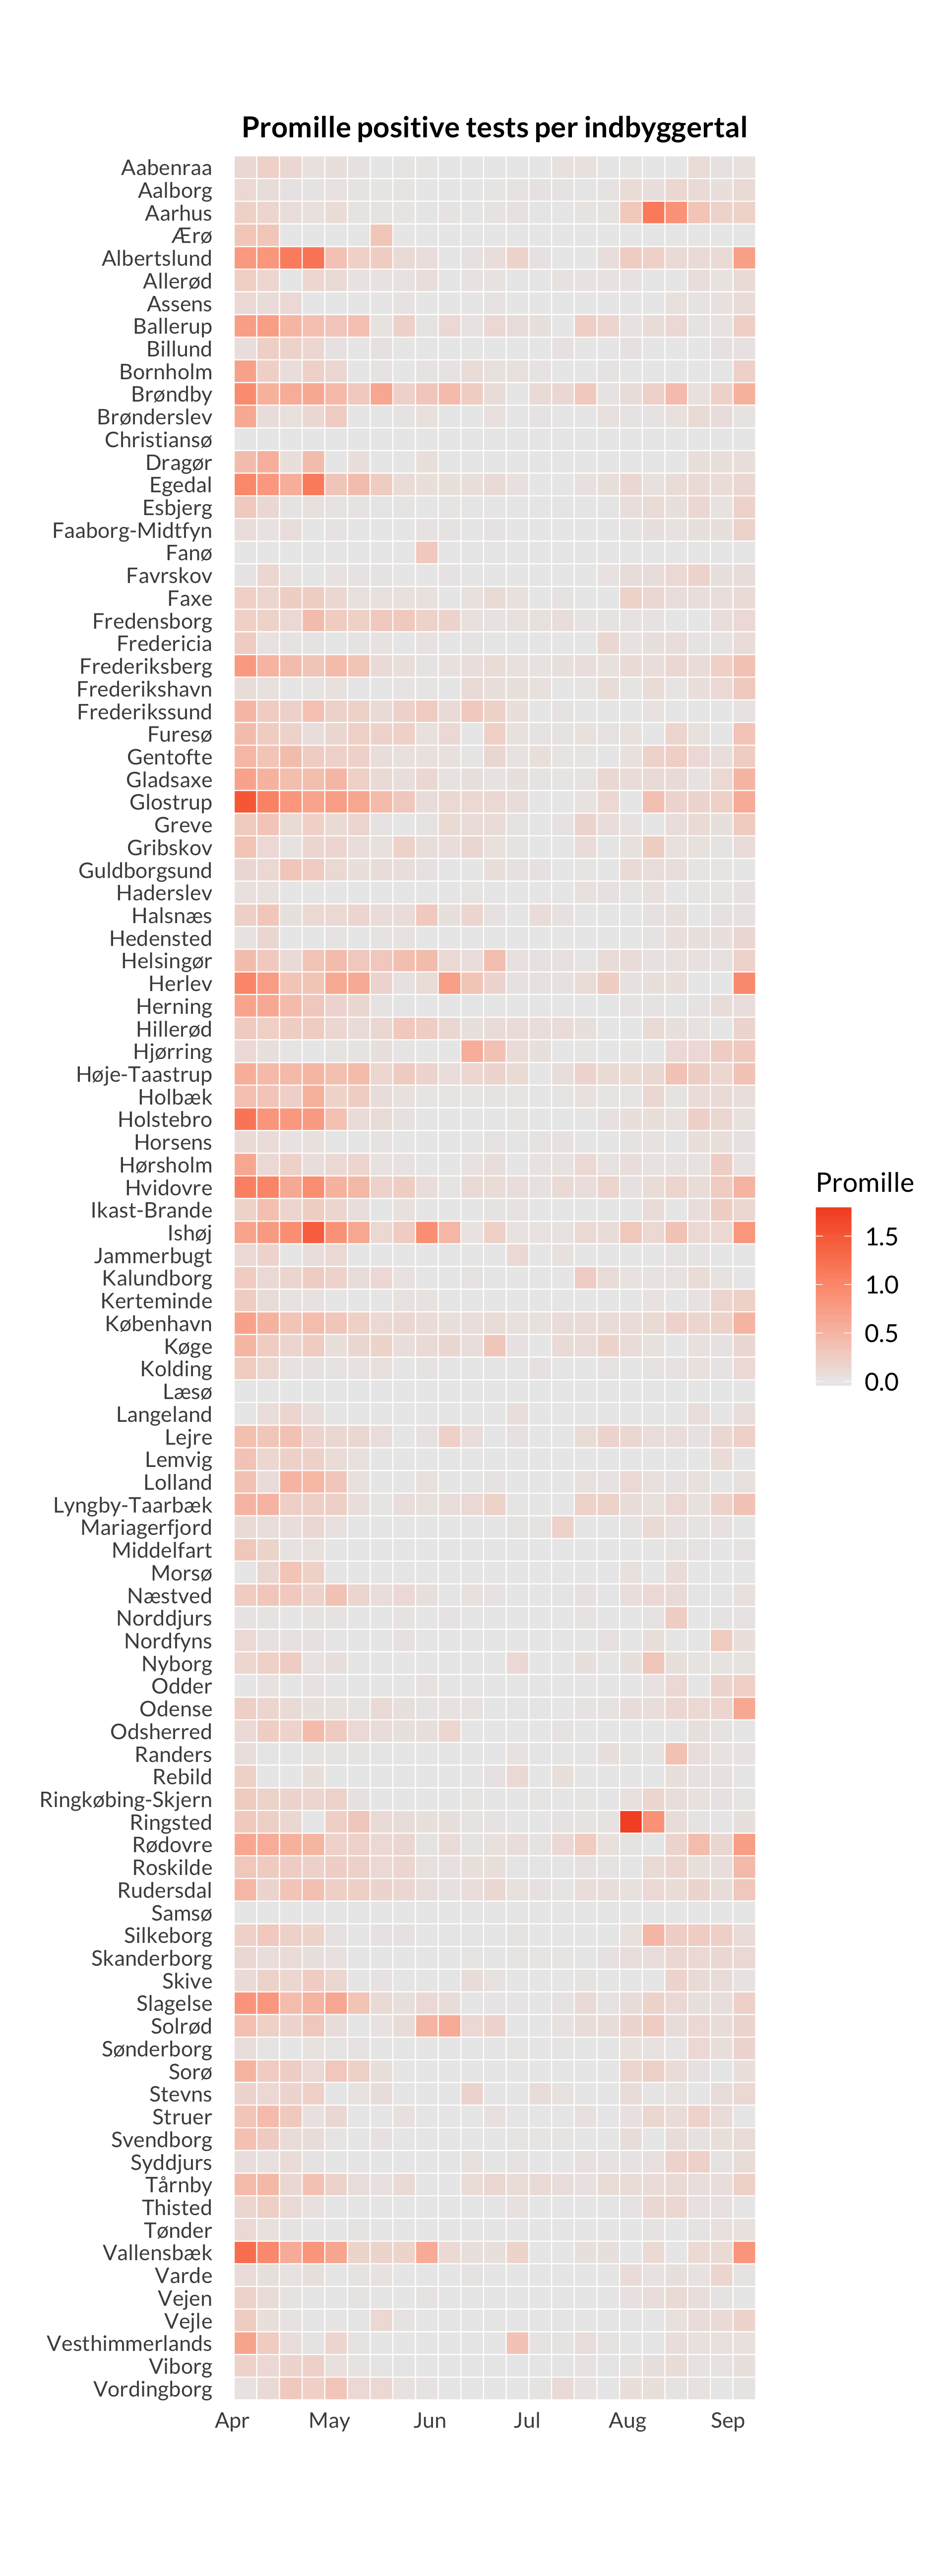 Promille positive tests per indbyggertal
Aabenraa
Aalborg
Aarhus
Ærø
Albertslund
Allerød
Assens
Ballerup
Billund
Bornholm
Brøndby
Brønderslev
Christiansø
Dragør
Egedal
Esbjerg
Faaborg-Midtfyn
Fanø
Favrskov
Faxe
Fredensborg
Fredericia
Frederiksberg
Frederikshavn
Frederikssund
Furesø
Gentofte
Gladsaxe
Glostrup
Greve
Gribskov
Guldborgsund
Haderslev
Halsnæs
Hedensted
Helsingør
Herlev
Herning
Hillerød
Hjørring
Høje-Taastrup
Holbæk
Holstebro
Horsens
Hørsholm
Hvidovre
Ikast-Brande
Ishøj
Jammerbugt
Kalundborg
Kerteminde
København
Køge
Kolding
Læsø
Langeland
Lejre
Lemvig
Lolland
Lyngby-Taarbæk
Mariagerfjord
Middelfart
Morsø
Næstved
Norddjurs
Nordfyns
Nyborg
Odder
Odense
Odsherred
Randers
Rebild
Ringkøbing-Skjern
Ringsted
Rødovre
Roskilde
Rudersdal
Samsø
Silkeborg
Skanderborg
Skive
Slagelse
Solrød
Sønderborg
Sorø
Stevns
Struer
Svendborg
Syddjurs
Tårnby
Thisted
Tønder
Vallensbæk
Varde
Vejen
Vejle
Vesthimmerlands
Viborg
Vordingborg
Apr May Jun Jul Aug Sep
Promille
1.5
1.0
0.5
0.0